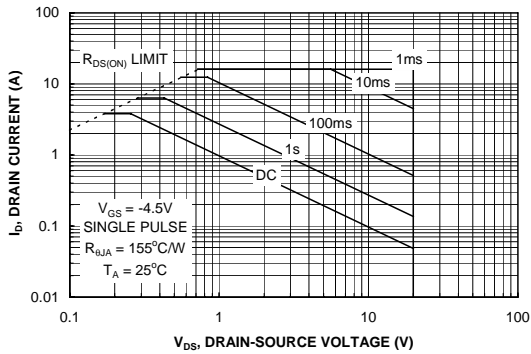 100
10
1
0.1
0.01
I_D, DRAIN CURRENT (A)
R_DS(ON) LIMIT
1ms
10ms
100ms
1s
DC
V_GS = -4.5V
SINGLE PULSE
R_θJA = 155°C/W
T_A = 25°C
0.1
1
10
100
V_DS, DRAIN-SOURCE VOLTAGE (V)